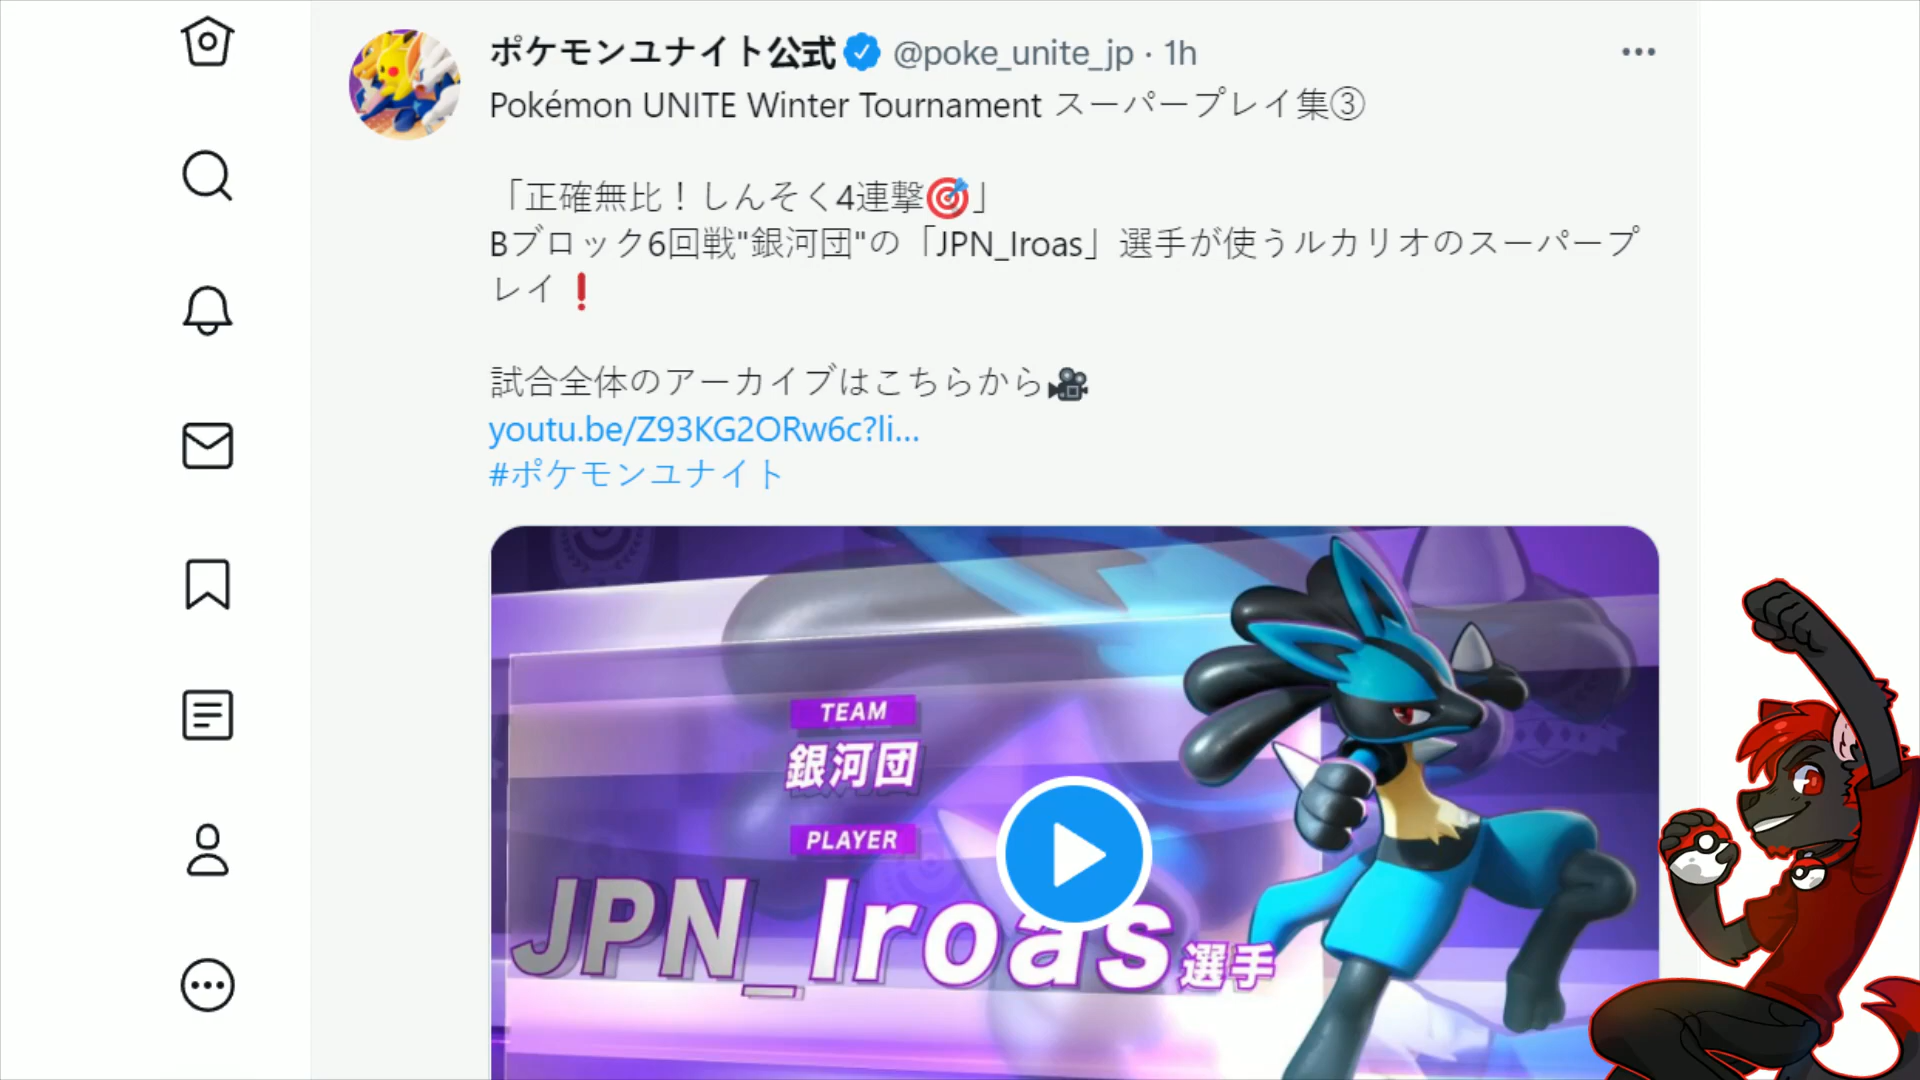 ポケモンユナイト公式 @poke_unite_jp · 1h
Pokémon UNITE Winter Tournament スーパープレイ集③
「正確無比！しんそく4連撃🎯」
Bブロック6回戦"銀河団"の「JPN_Iroas」選手が使うルカリオのスーパープ
レイ❗
試合全体のアーカイブはこちらから🎥
youtu.be/Z93KG2ORw6c?li...
#ポケモンユナイト
TEAM
銀河団
PLAYER
JPN_Iroas選手